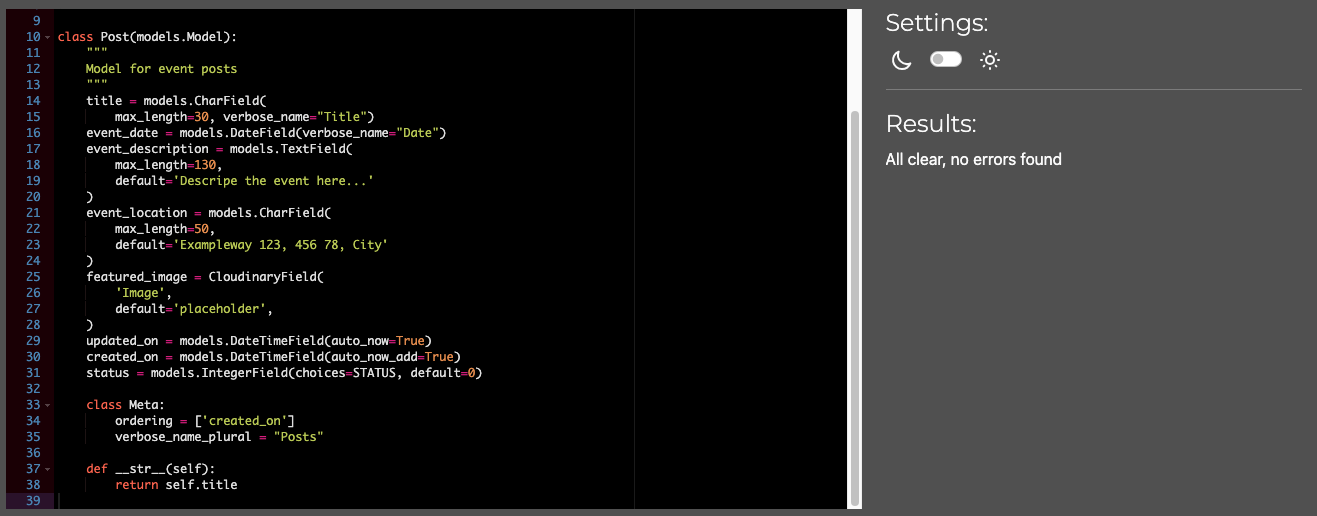 9
10 class Post(models.Model):
11 """
12 Model for event posts
13 """
14 title = models.CharField(
15 max_length=30, verbose_name="Title")
16 event_date = models.DateField(verbose_name="Date")
17 event_description = models.TextField(
18 max_length=130,
19 default='Descripe the event here...'
20 )
21 event_location = models.CharField(
22 max_length=50,
23 default='Exampleway 123, 456 78, City'
24 )
25 featured_image = CloudinaryField(
26 'Image',
27 default='placeholder',
28 )
29 updated_on = models.DateTimeField(auto_now=True)
30 created_on = models.DateTimeField(auto_now_add=True)
31 status = models.IntegerField(choices=STATUS, default=0)
32
33 class Meta:
34 ordering = ['created_on']
35 verbose_name_plural = "Posts"
36
37 def __str__(self):
38 return self.title
39
Settings:
Results:
All clear, no errors found